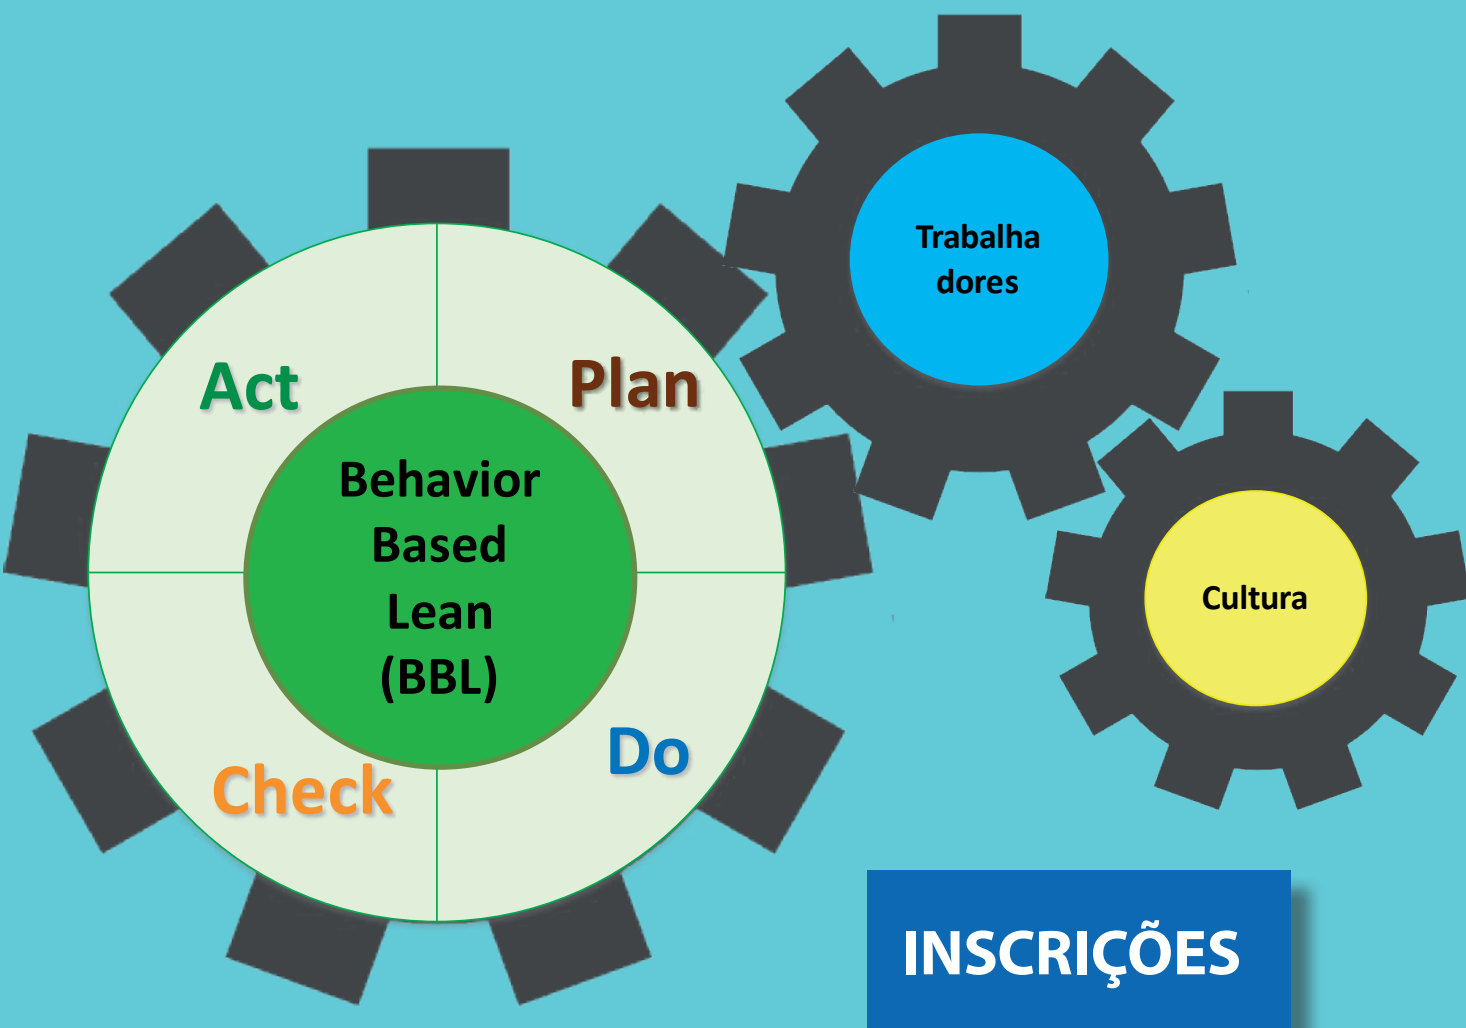 Act
Plan
Behavior
Based
Lean
(BBL)
Check
Do
Trabalha
dores
Cultura
INSCRIÇÕES